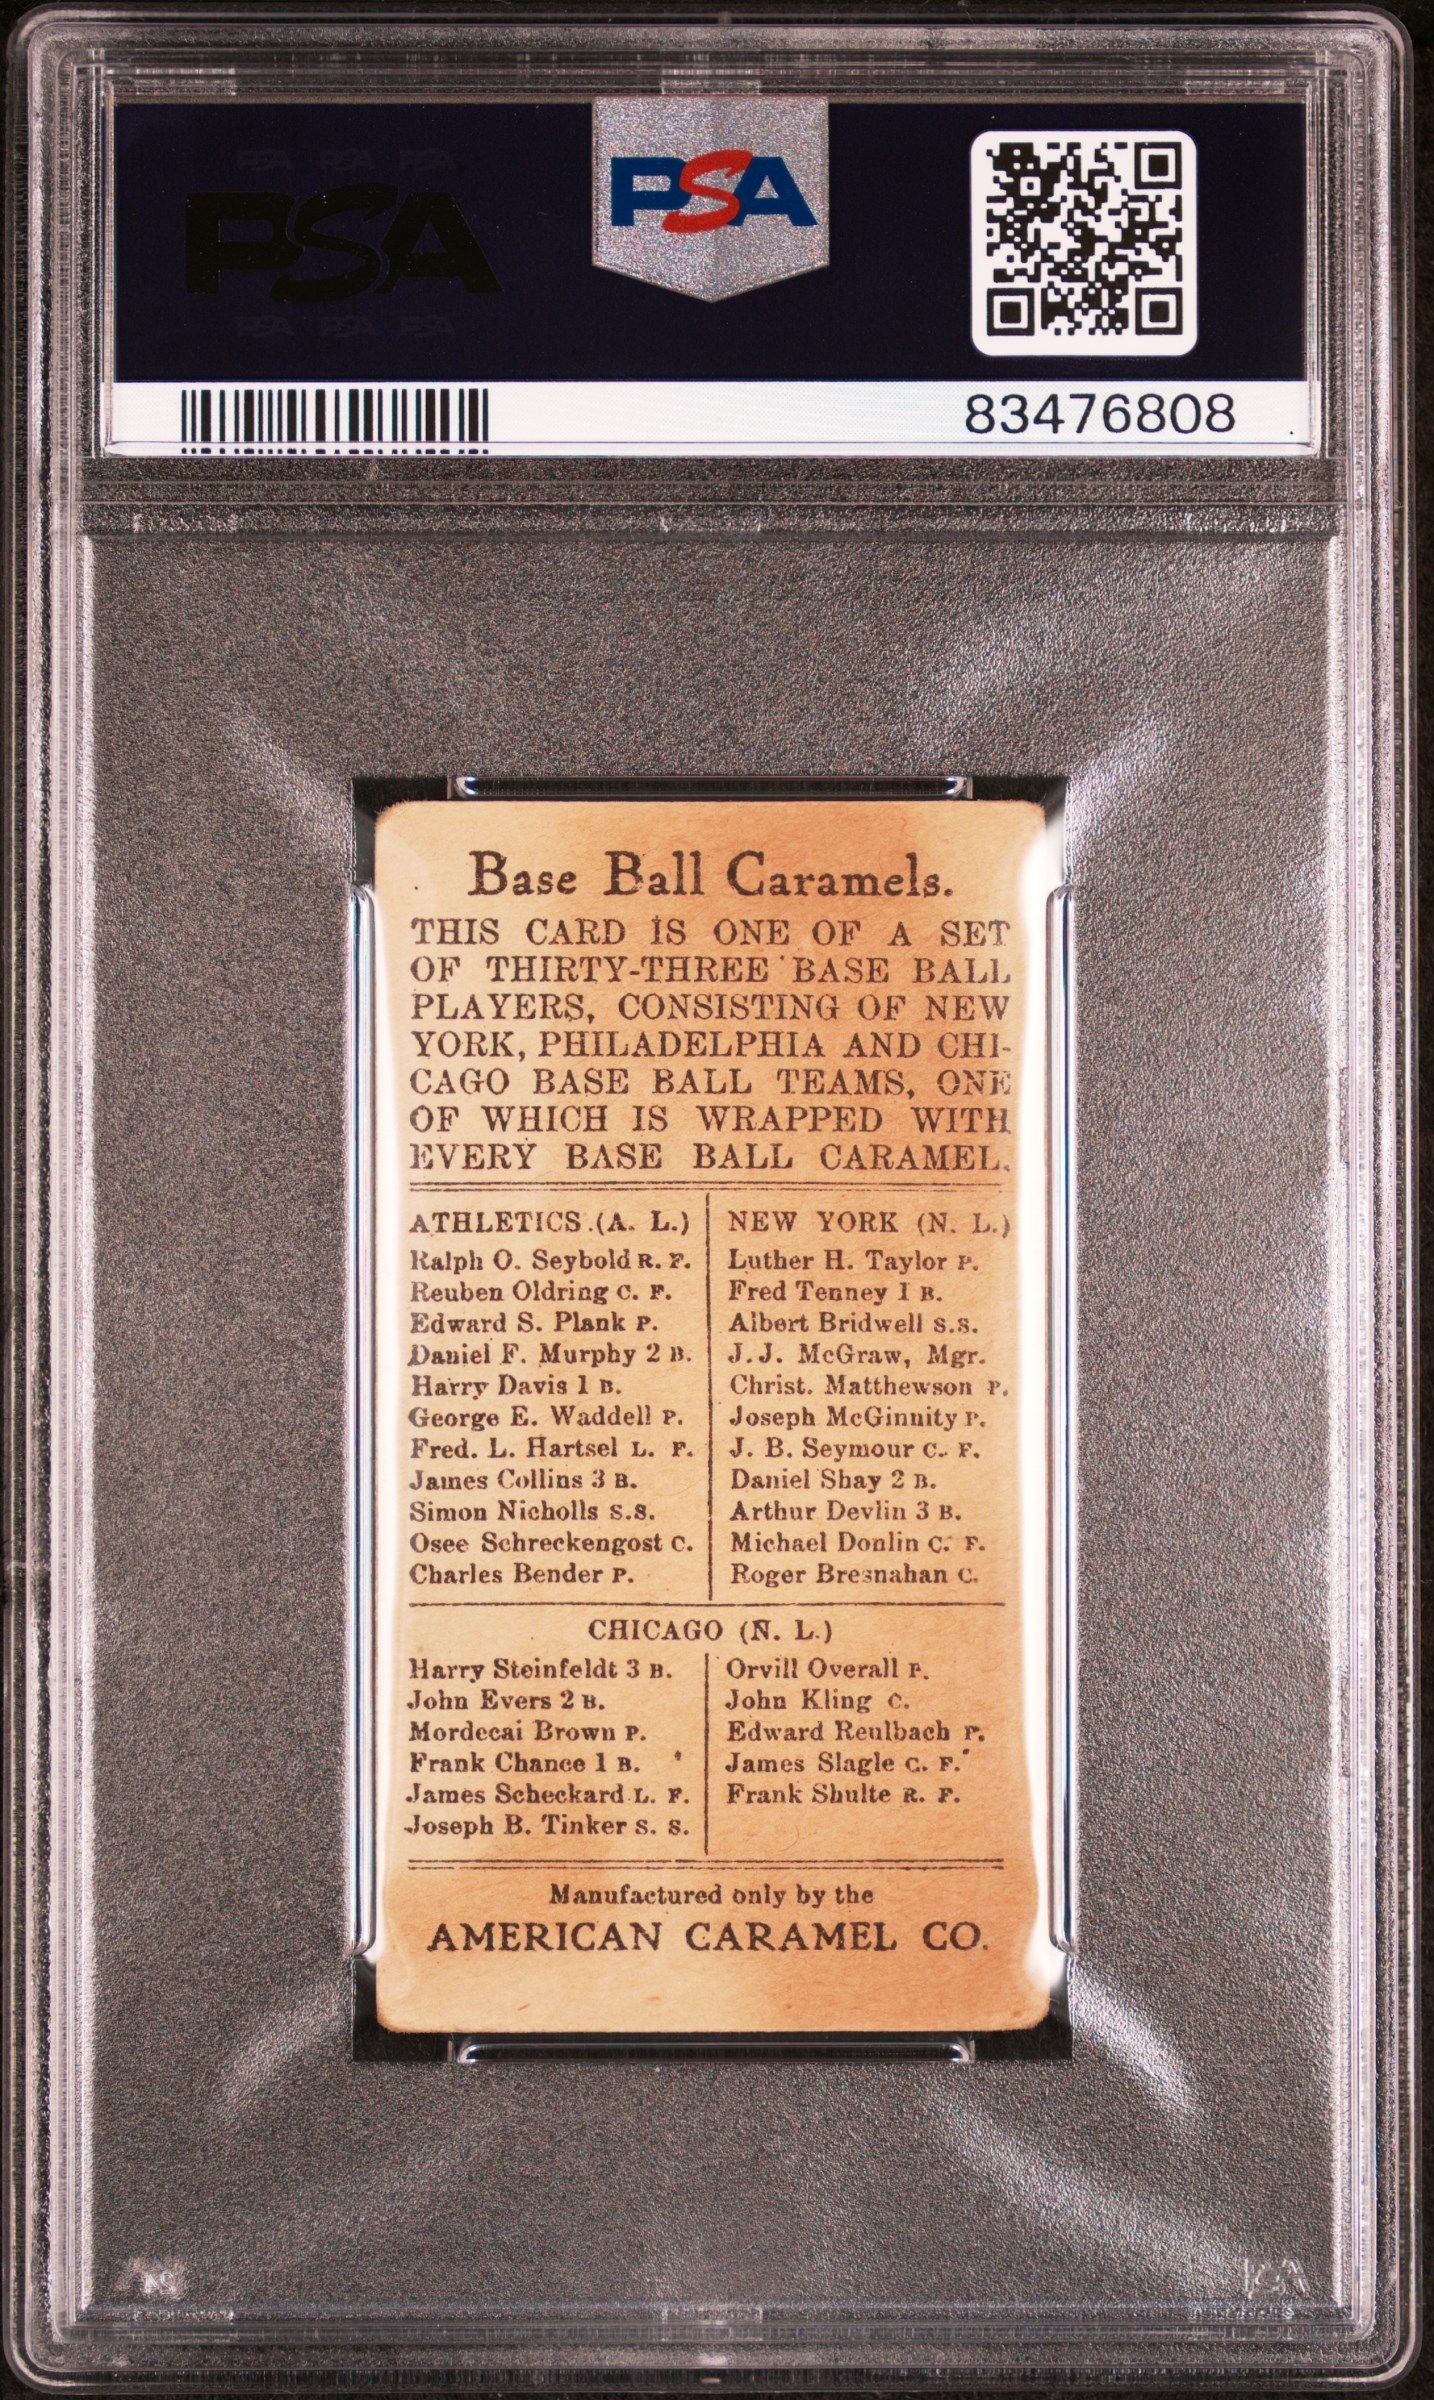 PSA PSA PSA
PSA
PSA PSA PSA
PSA
83476808
Base Ball Caramels.
THIS CARD IS ONE OF A SET
OF THIRTY-THREE BASE BALL
PLAYERS, CONSISTING OF NEW
YORK, PHILADELPHIA AND CHI-
CAGO BASE BALL TEAMS, ONE
OF WHICH IS WRAPPED WITH
EVERY BASE BALL CARAMEL.
ATHLETICS (A. L.)
Ralph O. Seybold R. F.
Reuben Oldring C. F.
Edward S. Plank P.
Daniel F. Murphy 2 B.
Harry Davis 1 B.
George E. Waddell P.
Fred. L. Hartsel L. F.
James Collins 3 B.
Simon Nicholls S.S.
Osee Schreckengost C.
Charles Bender P.
NEW YORK (N. L.)
Luther H. Taylor P.
Fred Tenney 1 B.
Albert Bridwell S.S.
J. J. McGraw, Mgr.
Christ. Matthewson P.
Joseph McGinnity P.
J. B. Seymour C. F.
Daniel Shay 2 B.
Arthur Devlin 3 B.
Michael Donlin C. F.
Roger Bresnahan C.
CHICAGO (N. L.)
Harry Steinfeldt 3 B.
John Evers 2 B.
Mordecai Brown P.
Frank Chance 1 B.
James Scheckard L. F.
Joseph B. Tinker S. S.
Orvill Overall P.
John Kling C.
Edward Reulbach P.
James Slagle C. F.
Frank Shulte R. F.
Manufactured only by the
AMERICAN CARAMEL CO.